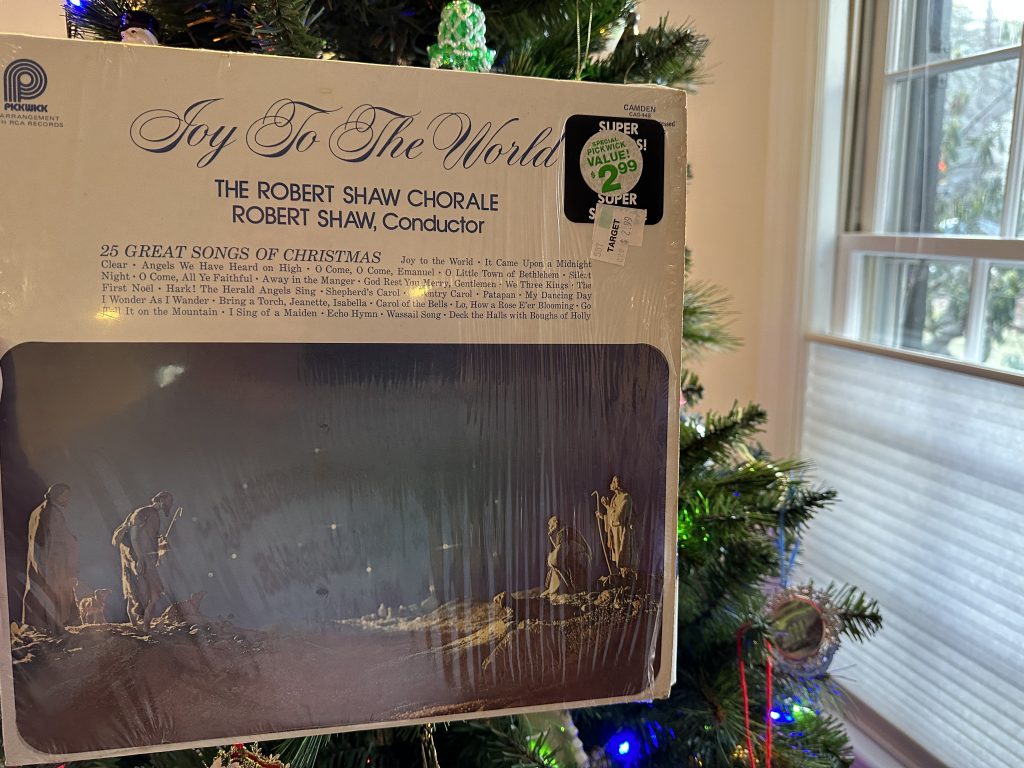 PICKWICK
ARRANGEMENT
H RCA RECORDS
Joy To The World
CAMDEN
CAS-448
SUPER
S!
SPECIAL
PICKWICK
VALUE!
$2.99
SUPER
S
TARGET
$2.99
THE ROBERT SHAW CHORALE
ROBERT SHAW, Conductor
25 GREAT SONGS OF CHRISTMAS Joy to the World • It Came Upon a Midnight
Clear • Angels We Have Heard on High • O Come, O Come, Emanuel • O Little Town of Bethlehem • Silent
Night • O Come, All Ye Faithful • Away in the Manger • God Rest You Merry, Gentlemen • We Three Kings • The
First Noël • Hark! The Herald Angels Sing • Shepherd's Carol • Coventry Carol • Patapan • My Dancing Day
I Wonder As I Wander • Bring a Torch, Jeanette, Isabella • Carol of the Bells • Lo, How a Rose E'er Blooming • Go
Tell It on the Mountain • I Sing of a Maiden • Echo Hymn • Wassail Song • Deck the Halls with Boughs of Holly